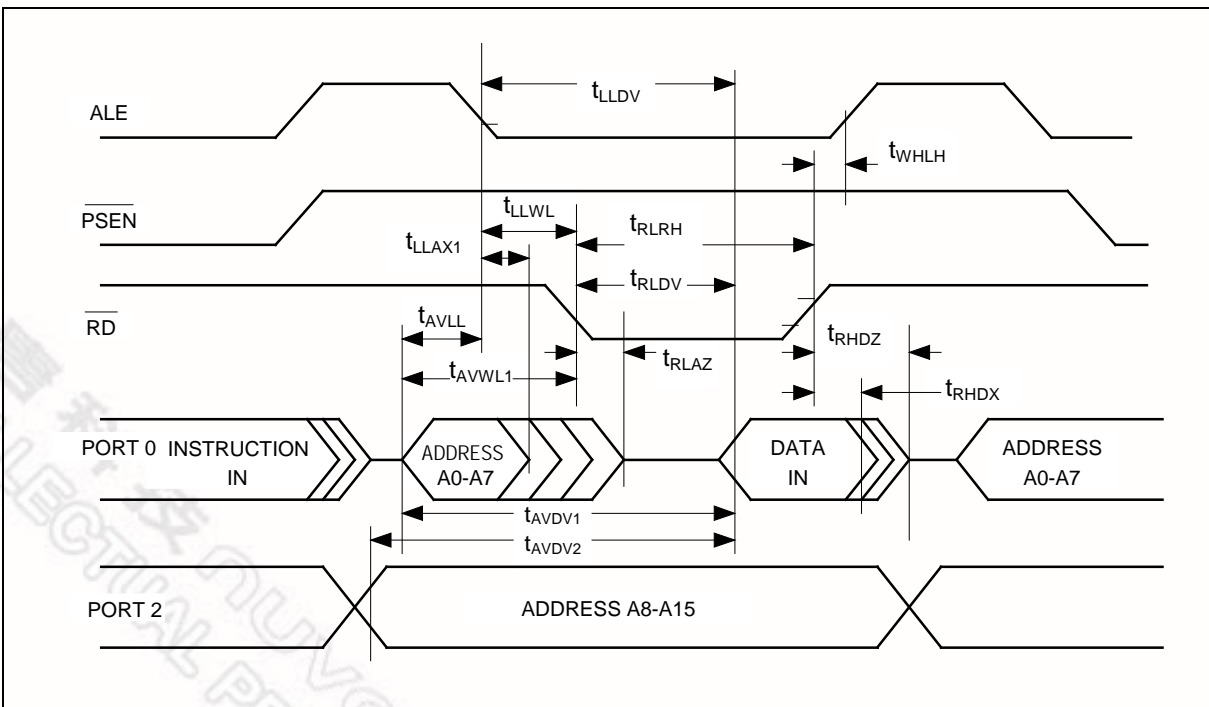 ALE
tLLDV
tWHLH
PSEN
tLLWL
tRLRH
tLLAX1
tRLDV
RD
tAVLL
tRLAZ
tRHDZ
tAVWL1
tRHDX
PORT 0 INSTRUCTION IN
ADDRESS A0-A7
DATA IN
ADDRESS A0-A7
tAVDV1
tAVDV2
PORT 2
ADDRESS A8-A15